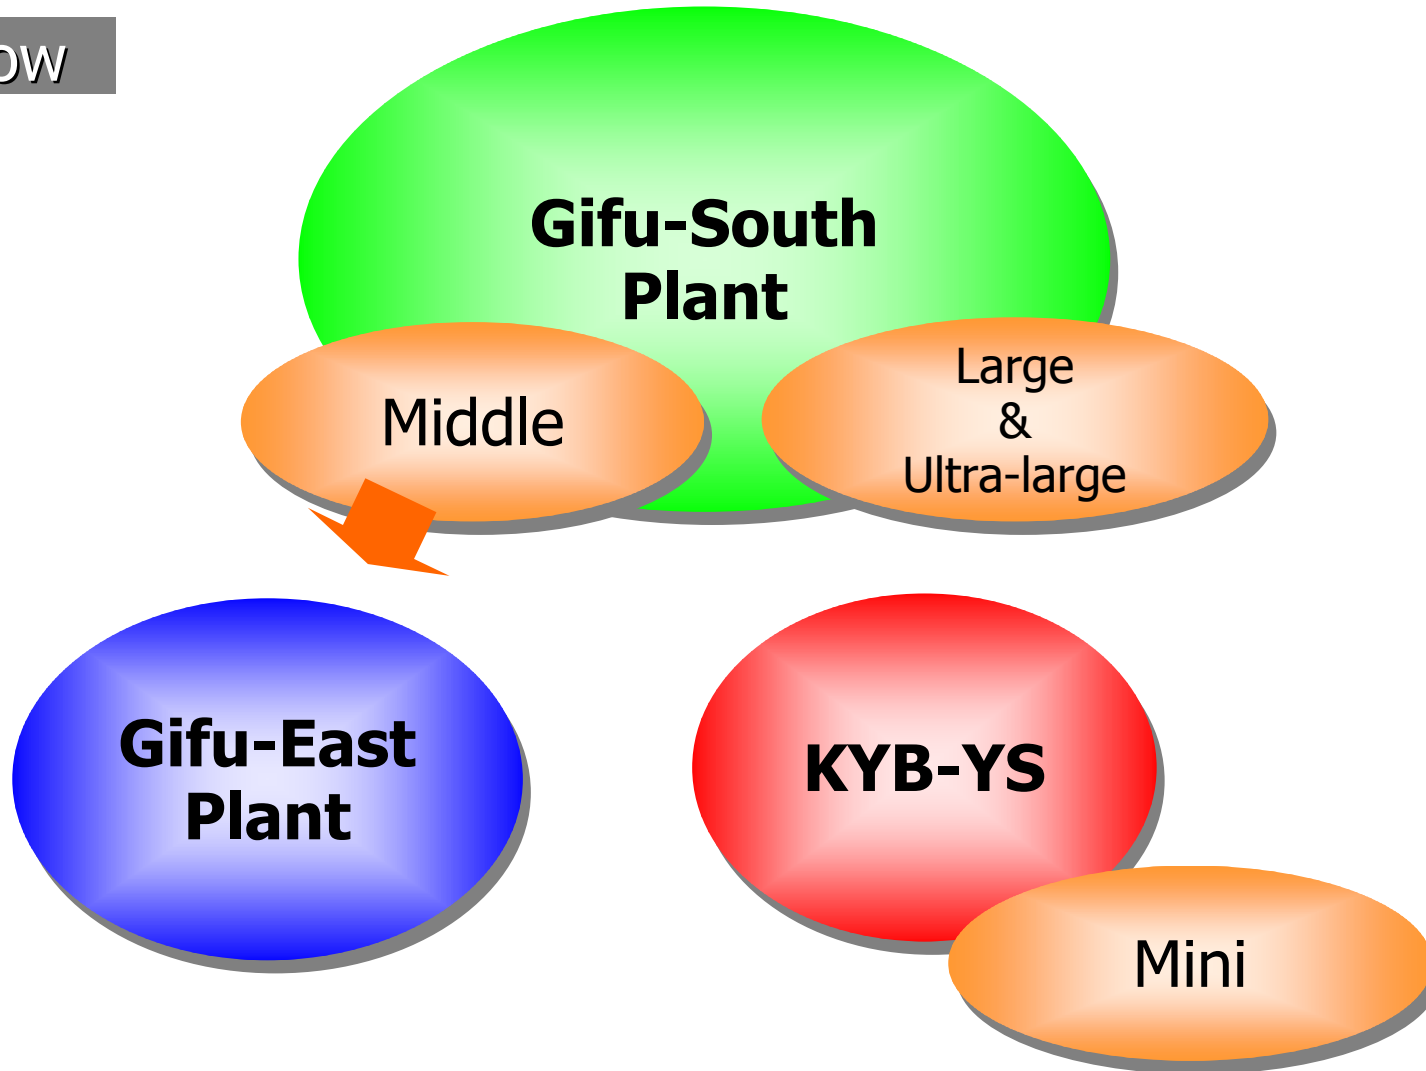 Gifu-South
Plant
Middle
Large
&
Ultra-large
Gifu-East
Plant
KYB-YS
Mini